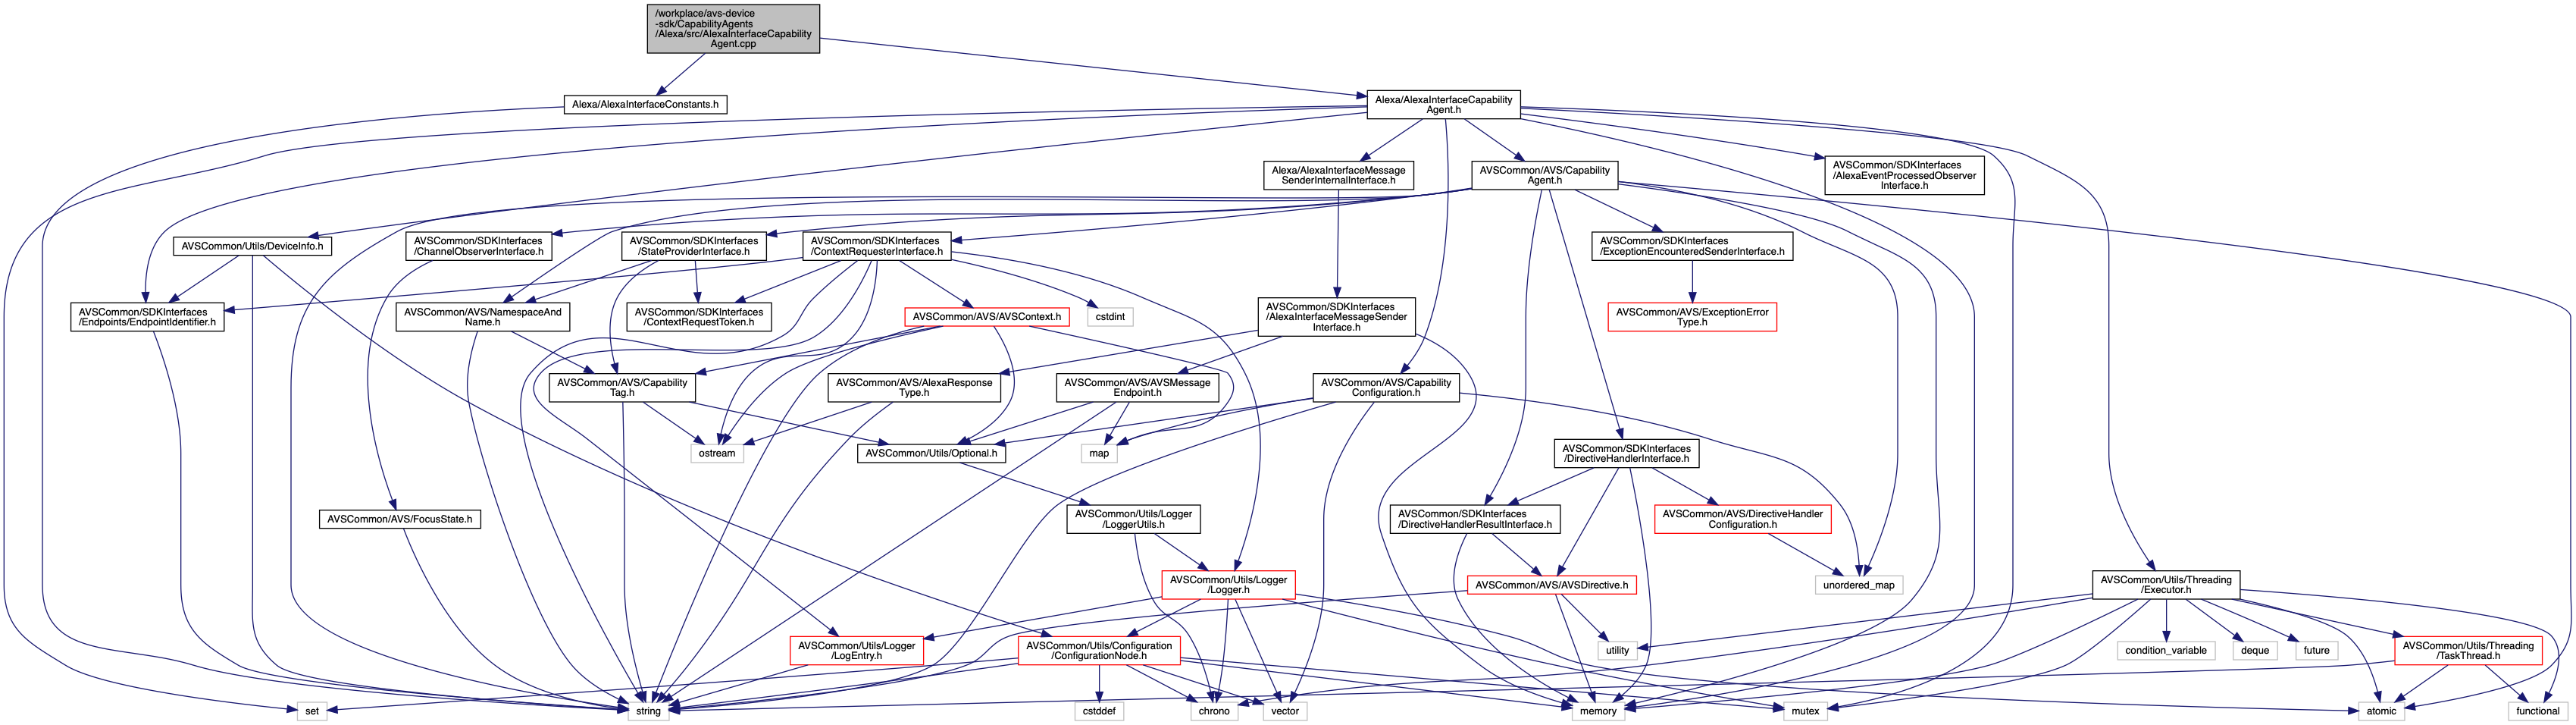 /workplace/avs-device
-sdk/CapabilityAgents
/Alexa/src/AlexaInterfaceCapability
Agent.cpp
Alexa/AlexaInterfaceConstants.h
Alexa/AlexaInterfaceCapability
Agent.h
Alexa/AlexaInterfaceMessage
SenderInternalInterface.h
AVSCommon/AVS/Capability
Agent.h
AVSCommon/SDKInterfaces
/AlexaEventProcessedObserver
Interface.h
AVSCommon/Utils/DeviceInfo.h
AVSCommon/SDKInterfaces
/ChannelObserverInterface.h
AVSCommon/SDKInterfaces
/StateProviderInterface.h
AVSCommon/SDKInterfaces
/ContextRequesterInterface.h
AVSCommon/SDKInterfaces
/ExceptionEncounteredSenderInterface.h
AVSCommon/SDKInterfaces
/Endpoints/EndpointIdentifier.h
AVSCommon/AVS/NamespaceAnd
Name.h
AVSCommon/SDKInterfaces
/ContextRequestToken.h
AVSCommon/AVS/AVSContext.h
cstdint
AVSCommon/SDKInterfaces
/AlexaInterfaceMessageSender
Interface.h
AVSCommon/AVS/ExceptionError
Type.h
AVSCommon/AVS/Capability
Tag.h
AVSCommon/AVS/AlexaResponse
Type.h
AVSCommon/AVS/AVSMessage
Endpoint.h
AVSCommon/AVS/Capability
Configuration.h
ostream
AVSCommon/Utils/Optional.h
map
AVSCommon/SDKInterfaces
/DirectiveHandlerInterface.h
AVSCommon/AVS/FocusState.h
AVSCommon/Utils/Logger
/LoggerUtils.h
AVSCommon/SDKInterfaces
/DirectiveHandlerResultInterface.h
AVSCommon/AVS/DirectiveHandler
Configuration.h
AVSCommon/Utils/Logger
/Logger.h
AVSCommon/AVS/AVSDirective.h
unordered_map
AVSCommon/Utils/Threading
/Executor.h
AVSCommon/Utils/Logger
/LogEntry.h
AVSCommon/Utils/Configuration
/ConfigurationNode.h
utility
condition_variable
deque
future
AVSCommon/Utils/Threading
/TaskThread.h
set
string
cstddef
chrono
vector
memory
mutex
atomic
functional